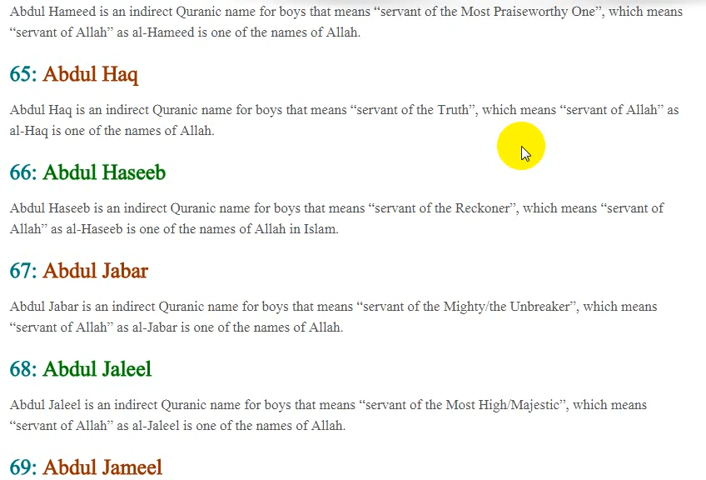 Abdul Hameed is an indirect Quranic name for boys that means “servant of the Most Praiseworthy One”, which means
“servant of Allah” as al-Hameed is one of the names of Allah.
65: Abdul Haq
Abdul Haq is an indirect Quranic name for boys that means “servant of the Truth”, which means “servant of Allah” as
al-Haq is one of the names of Allah.
66: Abdul Haseeb
Abdul Haseeb is an indirect Quranic name for boys that means “servant of the Reckoner”, which means “servant of
Allah” as al-Haseeb is one of the names of Allah in Islam.
67: Abdul Jabar
Abdul Jabar is an indirect Quranic name for boys that means “servant of the Mighty/the Unbreaker”, which means
“servant of Allah” as al-Jabar is one of the names of Allah.
68: Abdul Jaleel
Abdul Jaleel is an indirect Quranic name for boys that means “servant of the Most High/Majestic”, which means
“servant of Allah” as al-Jaleel is one of the names of Allah.
69: Abdul Jameel